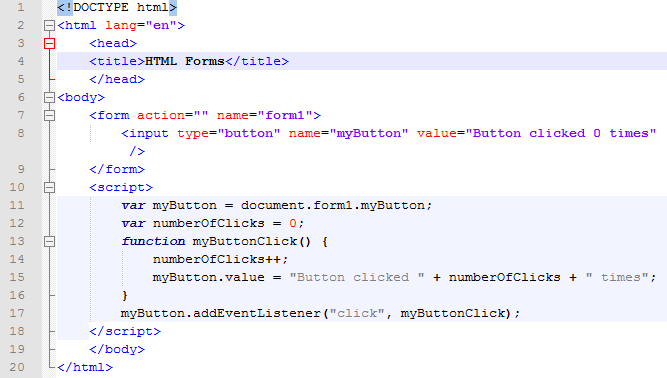 1 <!DOCTYPE html>
2 <html lang="en">
3 <head>
4 <title>HTML Forms</title>
5 </head>
6 <body>
7 <form action="" name="form1">
8 <input type="button" name="myButton" value="Button clicked 0 times"
/>
9 </form>
10 <script>
11 var myButton = document.form1.myButton;
12 var numberOfClicks = 0;
13 function myButtonClick() {
14 numberOfClicks++;
15 myButton.value = "Button clicked " + numberOfClicks + " times";
16 }
17 myButton.addEventListener("click", myButtonClick);
18 </script>
19 </body>
20 </html>